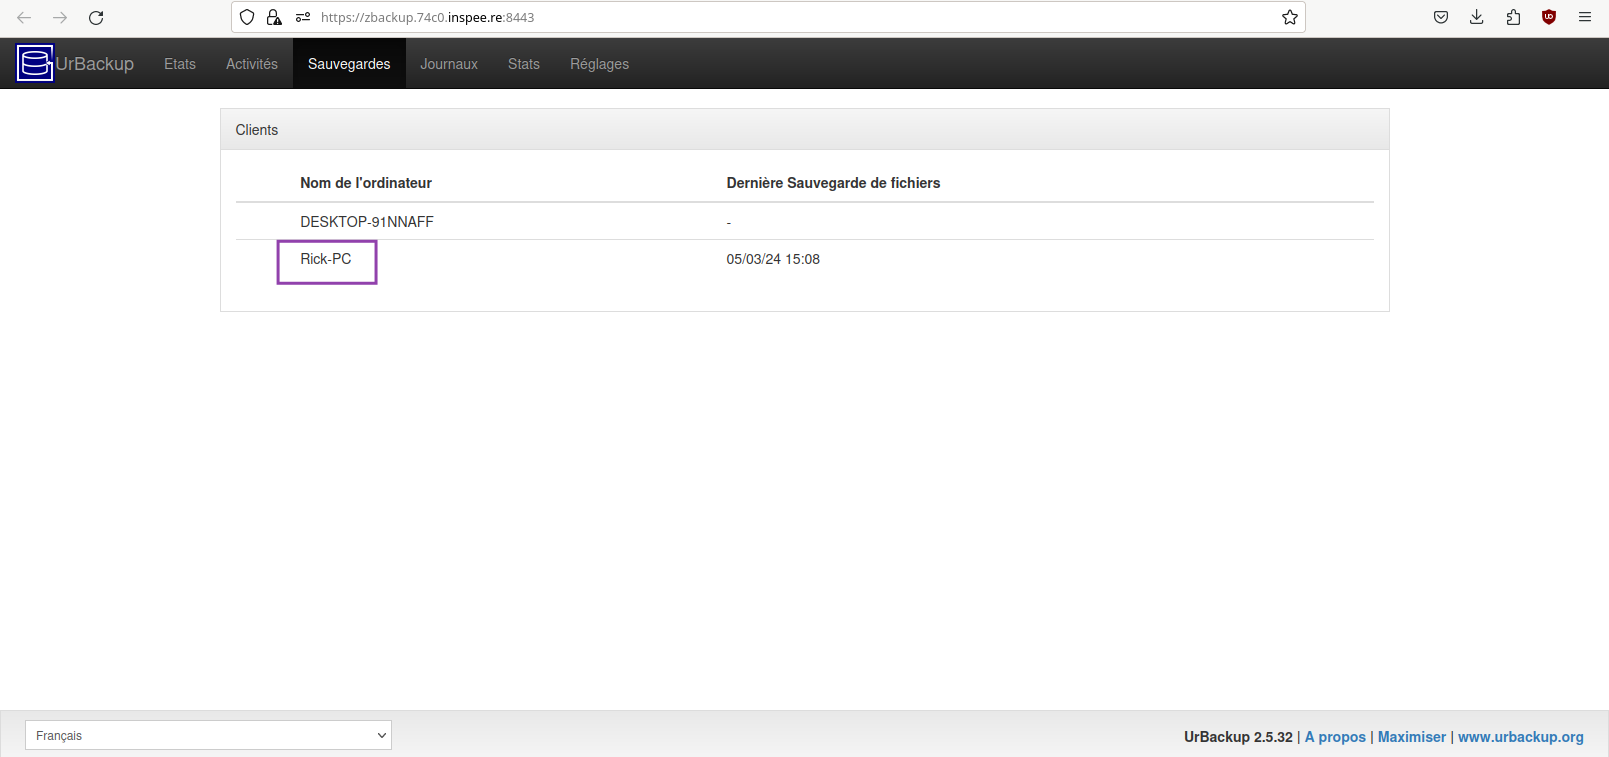 https://zbackup.74c0.inspee.re:8443
UrBackup Etats Activités Sauvegardes Journaux Stats Réglages
Clients
Nom de l'ordinateur Dernière Sauvegarde de fichiers
DESKTOP-91NNAFF -
Rick-PC 05/03/24 15:08
Français UrBackup 2.5.32 | A propos | Maximiser | www.urbackup.org